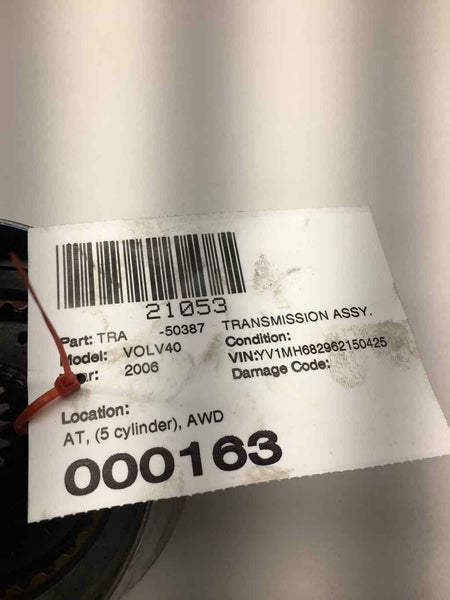 21053
Part: TRA -50387 TRANSMISSION ASSY.
Model: VOLV40 Condition:
ar: 2006 VIN:YV1MH682962150425
Damage Code:
Location:
AT, (5 cylinder), AWD
000163